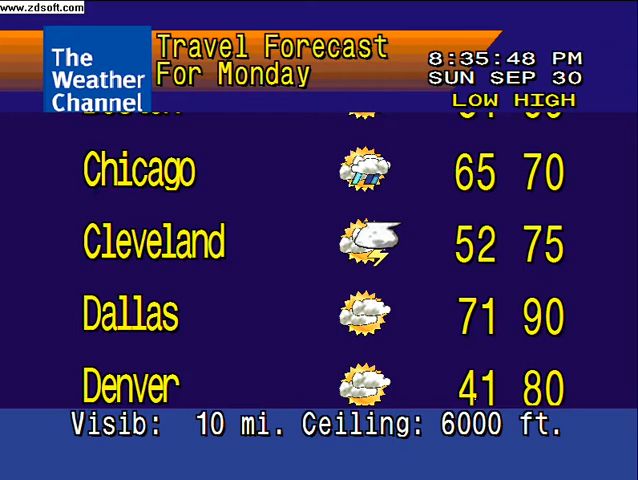 www.zdsoft.com
The
Weather
Channel
Travel Forecast
For Monday
8:35:48 PM
SUN SEP 30
LOW HIGH
Chicago 65 70
Cleveland 52 75
Dallas 71 90
Denver 41 80
Visib: 10 mi. Ceiling: 6000 ft.